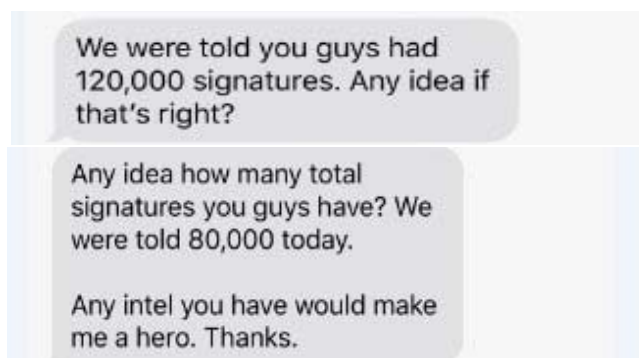 We were told you guys had
120,000 signatures. Any idea if
that's right?
Any idea how many total
signatures you guys have? We
were told 80,000 today.
Any intel you have would make
me a hero. Thanks.